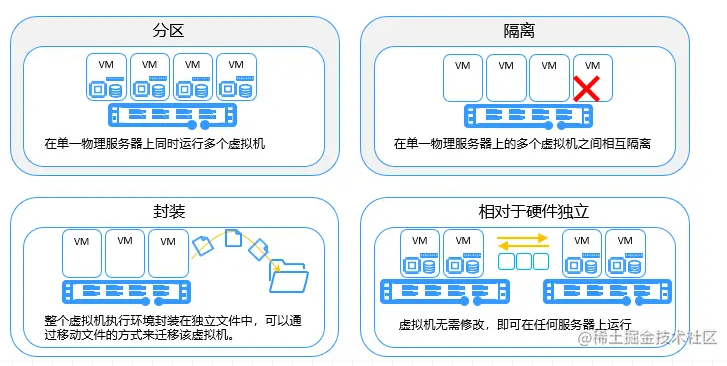 分区
VM VM VM VM
在单一物理服务器上同时运行多个虚拟机
隔离
VM VM VM VM
在单一物理服务器上的多个虚拟机之间相互隔离
封装
VM VM VM
整个虚拟机执行环境封装在独立文件中，可以通
过移动文件的方式来迁移该虚拟机。
相对于硬件独立
VM VM VM VM
虚拟机无需修改，即可在任何服务器上运行
@稀土掘金技术社区